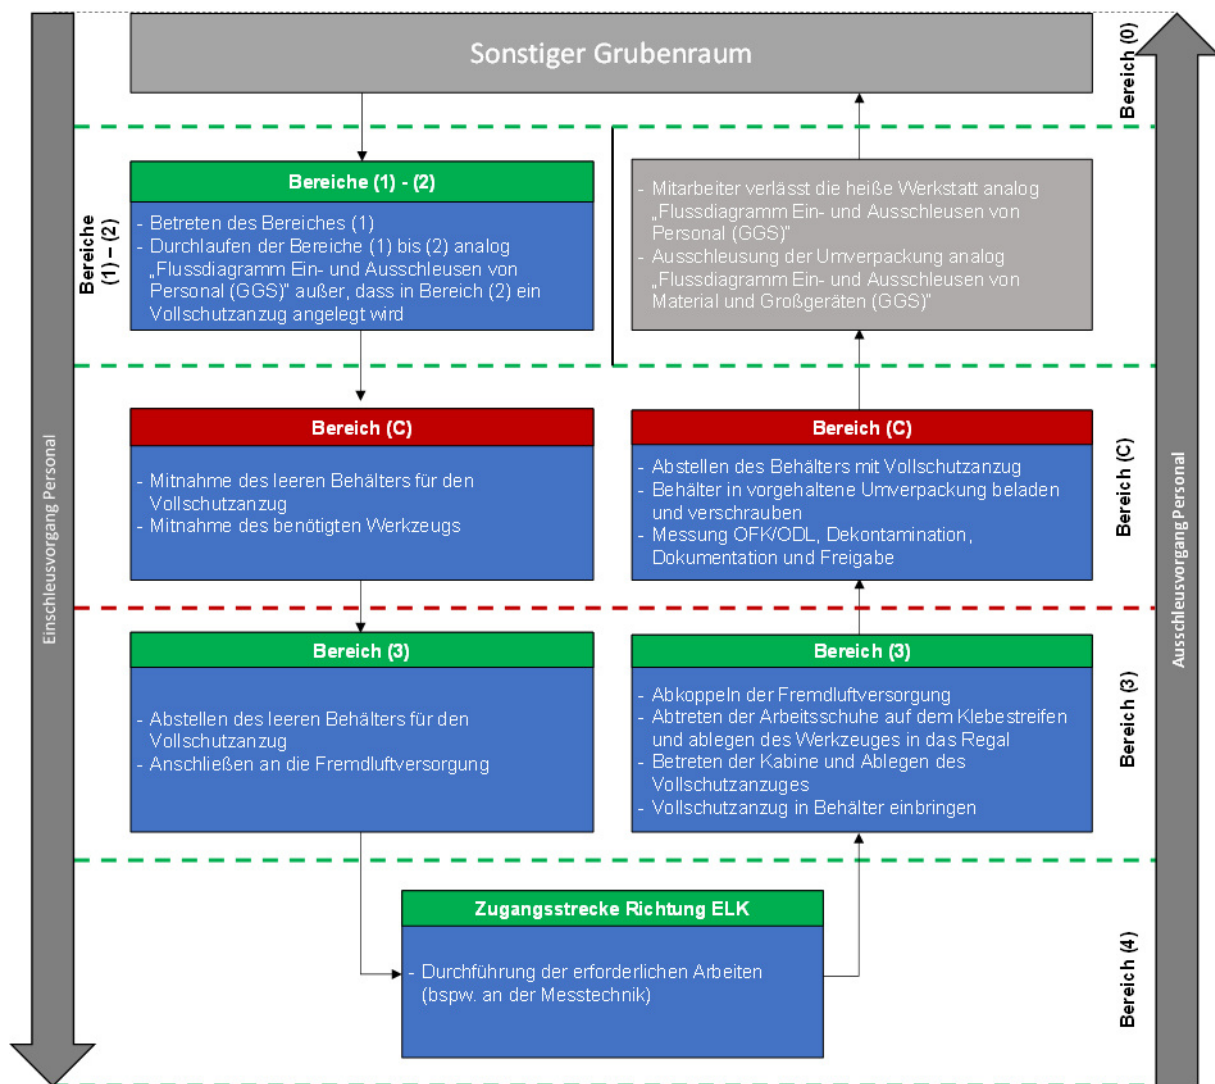 Sonstiger Grubenraum
Bereich (0)
Einschleusvorgang Personal
Ausschleusvorgang Personal
Bereiche
(1) – (2)
Bereiche (1) - (2)
- Betreten des Bereiches (1)
- Durchlaufen der Bereiche (1) bis (2) analog
„Flussdiagramm Ein- und Ausschleusen von
Personal (GGS)" außer, dass in Bereich (2) ein
Vollschutzanzug angelegt wird
- Mitarbeiter verlässt die heiße Werkstatt analog
„Flussdiagramm Ein- und Ausschleusen von
Personal (GGS)"
- Ausschleusung der Umverpackung analog
„Flussdiagramm Ein- und Ausschleusen von
Material und Großgeräten (GGS)"
Bereich (C)
- Mitnahme des leeren Behälters für den
Vollschutzanzug
- Mitnahme des benötigten Werkzeugs
Bereich (C)
- Abstellen des Behälters mit Vollschutzanzug
- Behälter in vorgehaltene Umverpackung beladen
und verschrauben
- Messung OFK/ODL, Dekontamination,
Dokumentation und Freigabe
Bereich (C)
Bereich (3)
- Abstellen des leeren Behälters für den
Vollschutzanzug
- Anschließen an die Fremdluftversorgung
Bereich (3)
- Abkoppeln der Fremdluftversorgung
- Abtreten der Arbeitsschuhe auf dem Klebestreifen
und ablegen des Werkzeuges in das Regal
- Betreten der Kabine und Ablegen des
Vollschutzanzuges
- Vollschutzanzug in Behälter einbringen
Bereich (3)
Zugangsstrecke Richtung ELK
- Durchführung der erforderlichen Arbeiten
(bspw. an der Messtechnik)
Bereich (4)